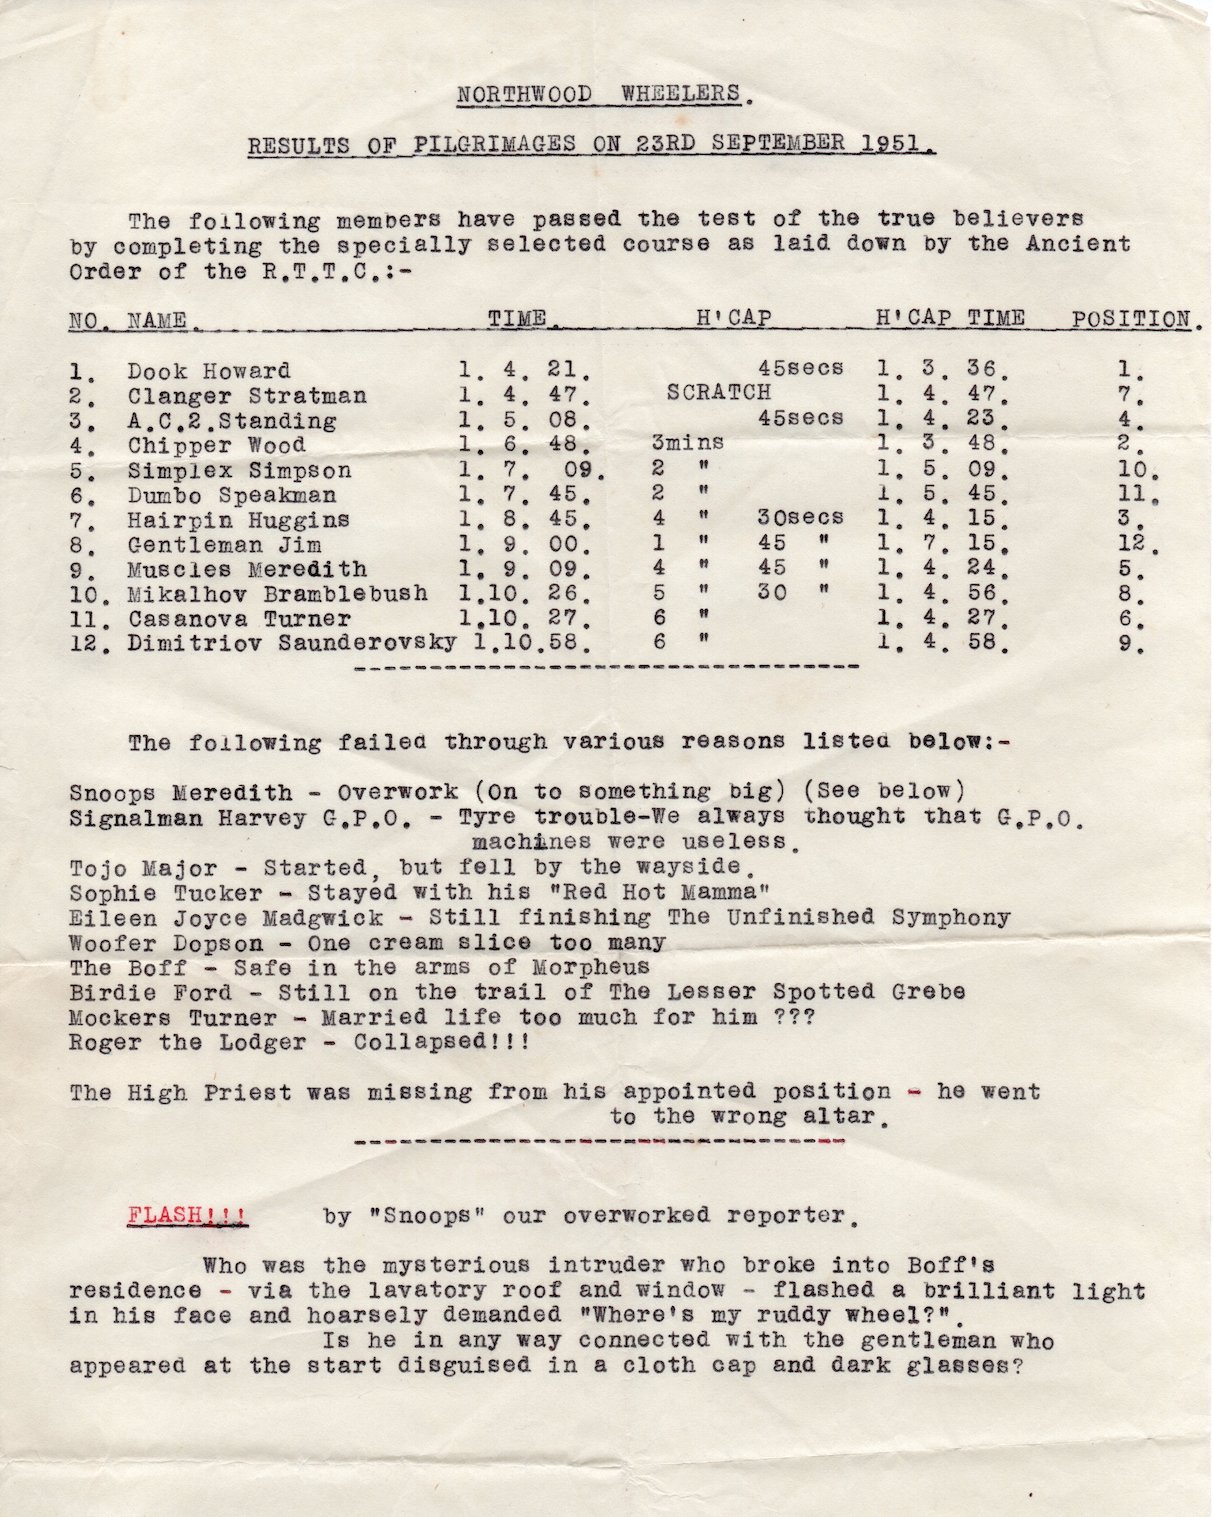 NORTHWOOD WHEELERS.
RESULTS OF PILGRIMAGES ON 23RD SEPTEMBER 1951.
The following members have passed the test of the true believers
by completing the specially selected course as laid down by the Ancient
Order of the R.T.T.C.:-
NO. NAME. TIME. H'CAP H'CAP TIME POSITION.
1. Dook Howard 1. 4. 21. 45secs 1. 3. 36. 1.
2. Clanger Stratman 1. 4. 47. SCRATCH 1. 4. 47. 7.
3. A.C.2.Standing 1. 5. 08. 45secs 1. 4. 23. 4.
4. Chipper Wood 1. 6. 48. 3mins 1. 3. 48. 2.
5. Simplex Simpson 1. 7. 09. 2 " 1. 5. 09. 10.
6. Dumbo Speakman 1. 7. 45. 2 " 1. 5. 45. 11.
7. Hairpin Huggins 1. 8. 45. 4 " 30secs 1. 4. 15. 3.
8. Gentleman Jim 1. 9. 00. 1 " 45 " 1. 7. 15. 12.
9. Muscles Meredith 1. 9. 09. 4 " 45 " 1. 4. 24. 5.
10. Mikalhov Bramblebush 1.10. 26. 5 " 30 " 1. 4. 56. 8.
11. Casanova Turner 1.10. 27. 6 " 1. 4. 27. 6.
12. Dimitriov Saunderovsky 1.10.58. 6 " 1. 4. 58. 9.
----------------------------------
The following failed through various reasons listed below:-
Snoops Meredith - Overwork (On to something big) (See below)
Signalman Harvey G.P.O. - Tyre trouble-We always thought that G.P.O.
machines were useless.
Tojo Major - Started, but fell by the wayside.
Sophie Tucker - Stayed with his "Red Hot Mamma"
Eileen Joyce Madgwick - Still finishing The Unfinished Symphony
Woofer Dopson - One cream slice too many
The Boff - Safe in the arms of Morpheus
Birdie Ford - Still on the trail of The Lesser Spotted Grebe
Mockers Turner - Married life too much for him ???
Roger the Lodger - Collapsed!!!
The High Priest was missing from his appointed position - he went
to the wrong altar.
---------------------------------
FLASH!!! by "Snoops" our overworked reporter.
Who was the mysterious intruder who broke into Boff's
residence - via the lavatory roof and window - flashed a brilliant light
in his face and hoarsely demanded "Where's my ruddy wheel?".
Is he in any way connected with the gentleman who
appeared at the start disguised in a cloth cap and dark glasses?